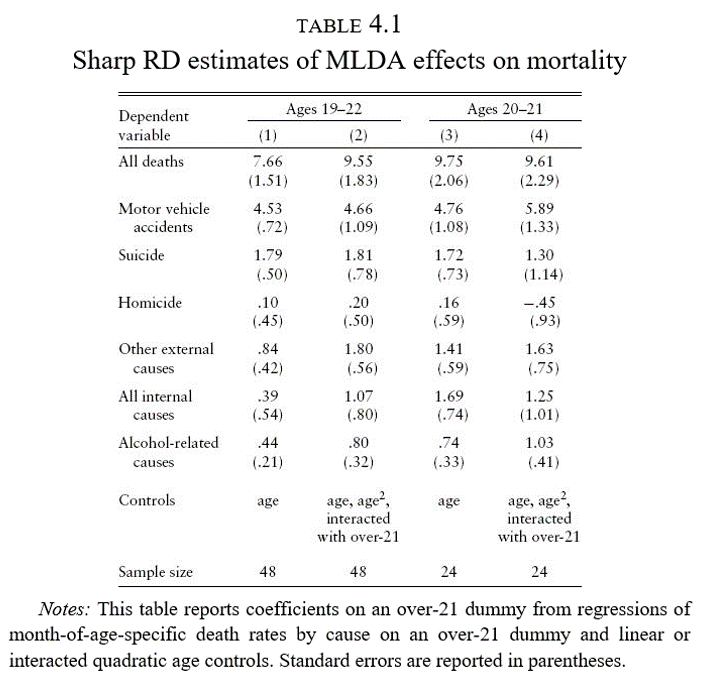 TABLE 4.1
Sharp RD estimates of MLDA effects on mortality
Dependent variable Ages 19–22 Ages 20–21
(1) (2) (3) (4)
All deaths 7.66 9.55 9.75 9.61
(1.51) (1.83) (2.06) (2.29)
Motor vehicle 4.53 4.66 4.76 5.89
accidents (.72) (1.09) (1.08) (1.33)
Suicide 1.79 1.81 1.72 1.30
(.50) (.78) (.73) (1.14)
Homicide .10 .20 .16 −.45
(.45) (.50) (.59) (.93)
Other external .84 1.80 1.41 1.63
causes (.42) (.56) (.59) (.75)
All internal .39 1.07 1.69 1.25
causes (.54) (.80) (.74) (1.01)
Alcohol-related .44 .80 .74 1.03
causes (.21) (.32) (.33) (.41)
Controls age age, age², age age, age²,
interacted interacted
with over-21 with over-21
Sample size 48 48 24 24
Notes: This table reports coefficients on an over-21 dummy from regressions of
month-of-age-specific death rates by cause on an over-21 dummy and linear or
interacted quadratic age controls. Standard errors are reported in parentheses.